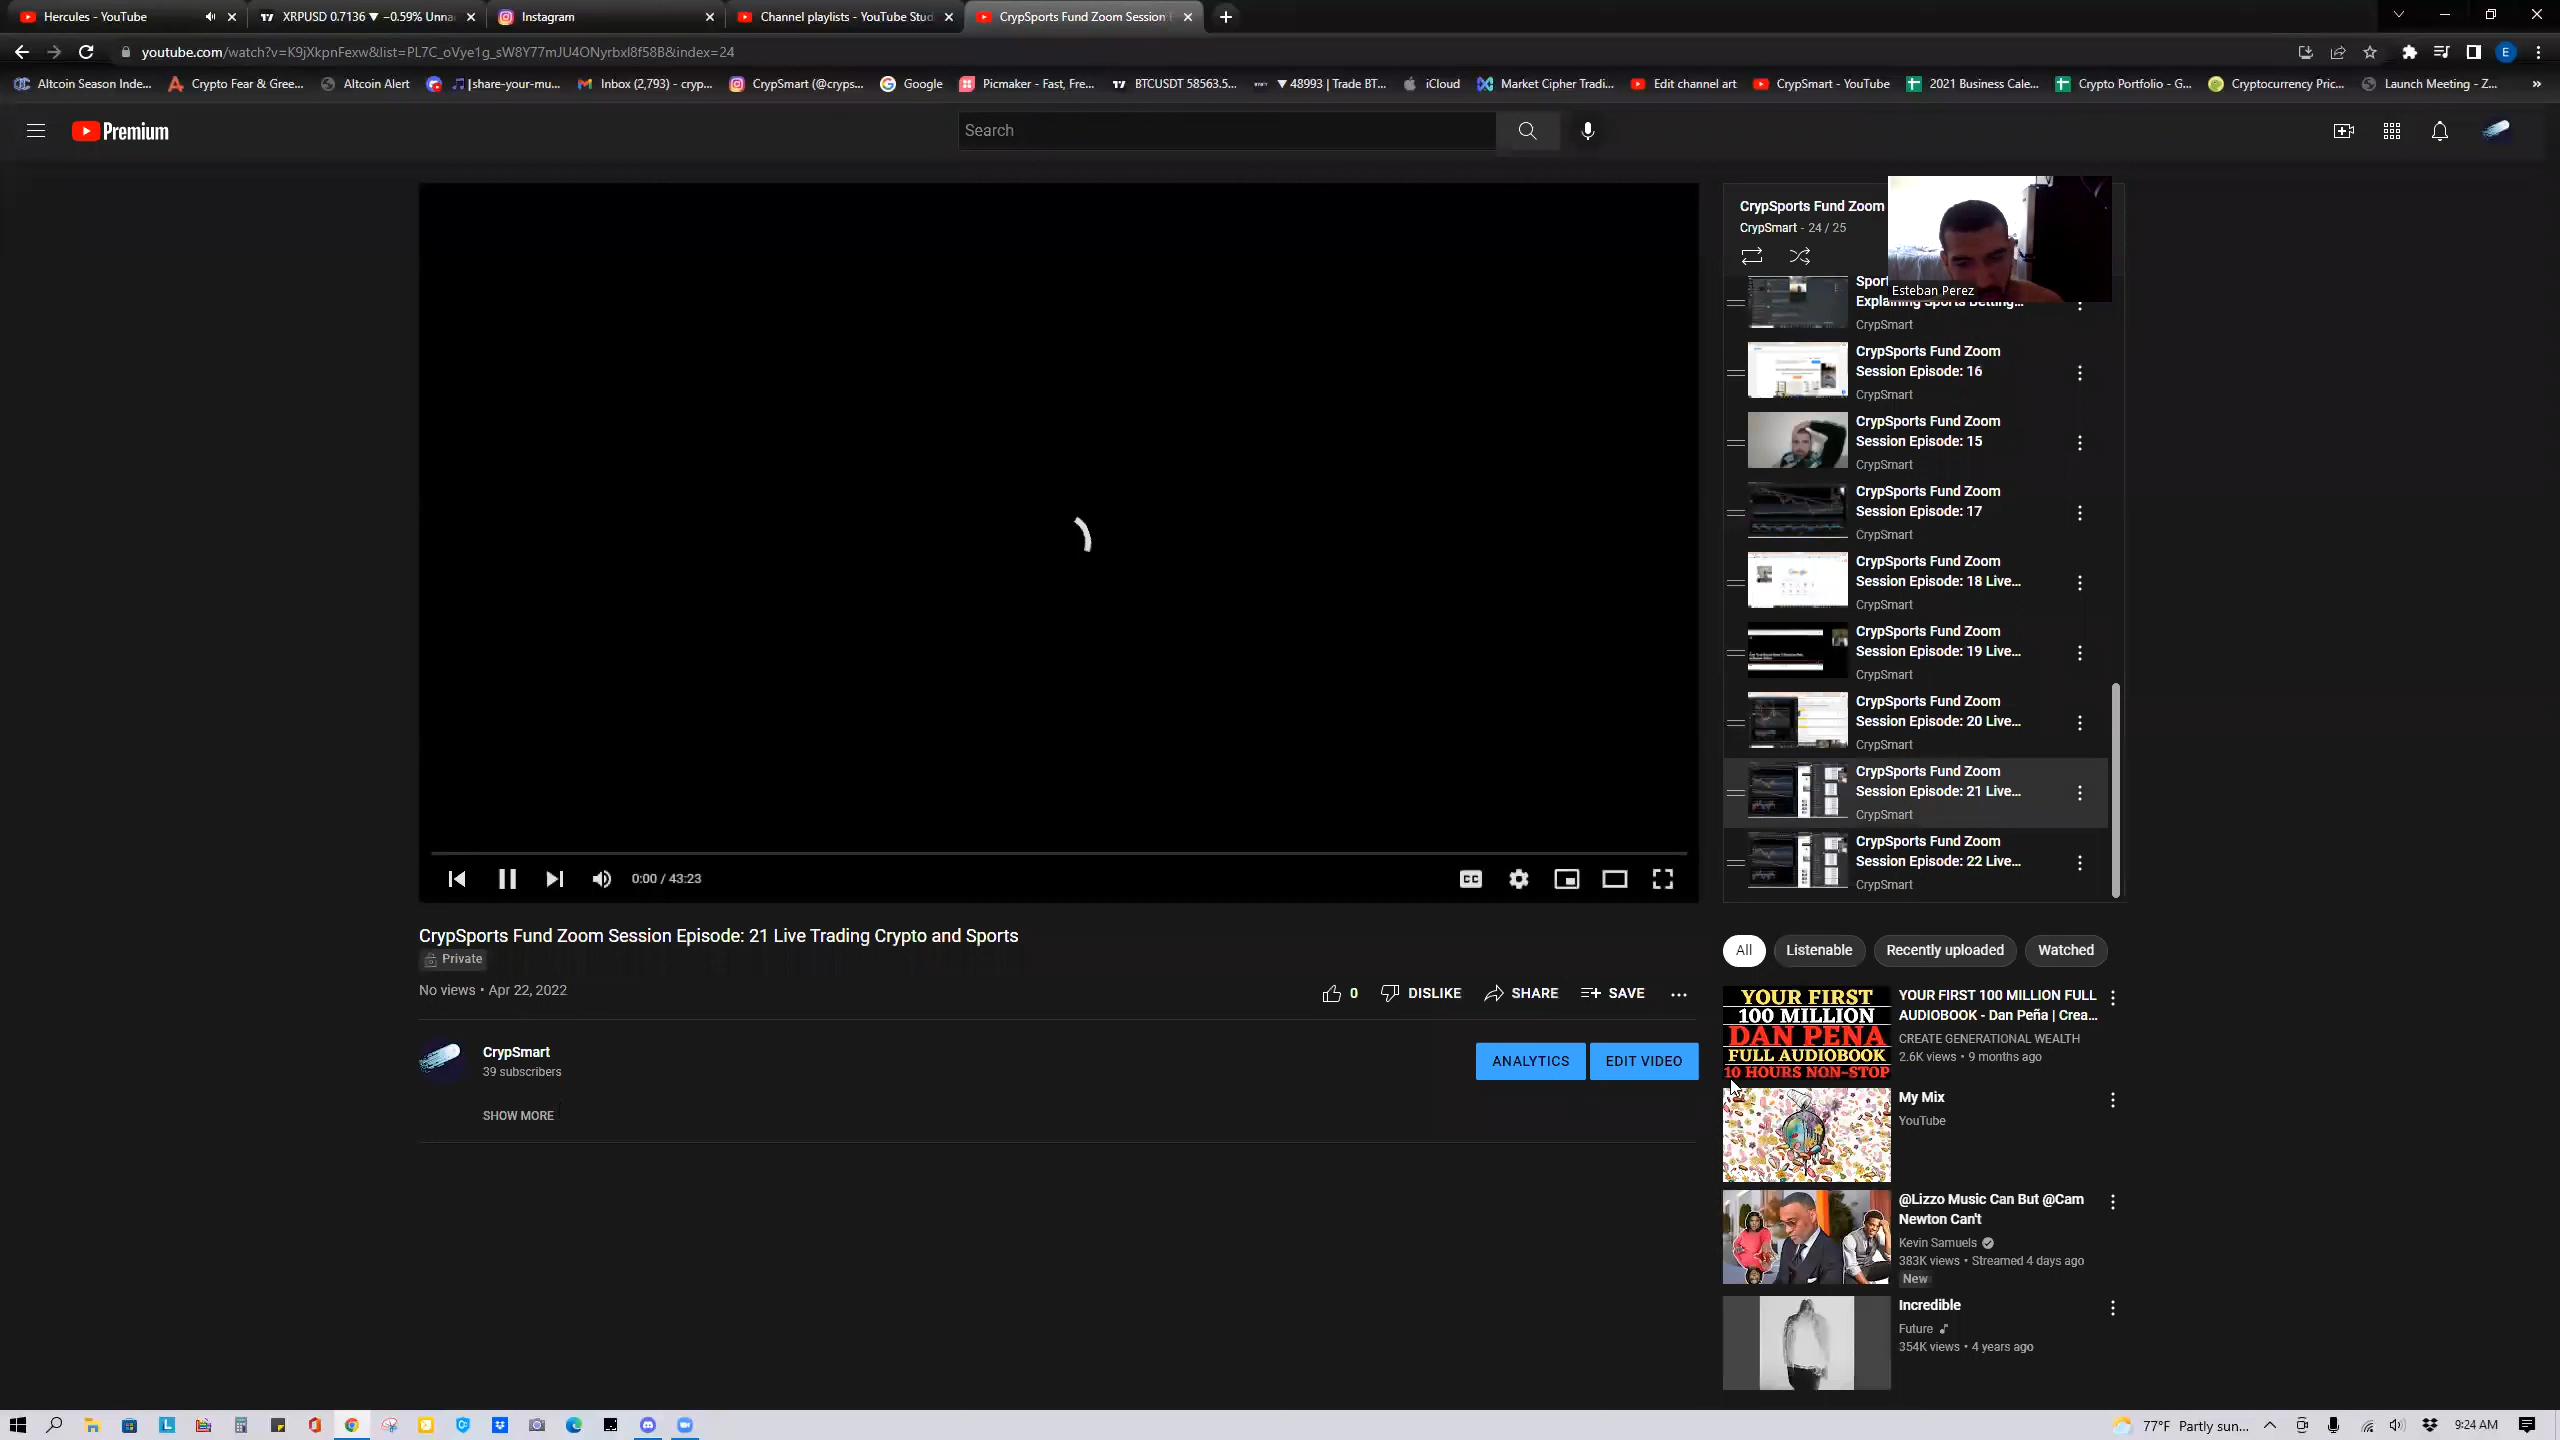 Hercules - YouTube
XRPUSD 0.7136 ▼ −0.59% Unna
Instagram
Channel playlists - YouTube Stud
CrypSports Fund Zoom Session
youtube.com/watch?v=K9jXkpnFexw&list=PL7C_oVye1g_sW8Y77mJU4ONyrbxl8f58B&index=24
Altcoin Season Inde...
Crypto Fear & Gree...
Altcoin Alert
|share-your-mu...
Inbox (2,793) - cryp...
CrypSmart (@cryps...
Google
Picmaker - Fast, Fre...
BTCUSDT 58563.5...
▼ 48993 | Trade BT...
iCloud
Market Cipher Tradi...
Edit channel art
CrypSmart - YouTube
2021 Business Cale...
Crypto Portfolio - G...
Cryptocurrency Pric...
Launch Meeting - Z...
»
Premium
Search
E
CrypSports Fund Zoom
CrypSmart - 24 / 25
Esteban Perez
Sport
Explaining Sports Betting...
CrypSmart
CrypSports Fund Zoom
Session Episode: 16
CrypSmart
CrypSports Fund Zoom
Session Episode: 15
CrypSmart
CrypSports Fund Zoom
Session Episode: 17
CrypSmart
CrypSports Fund Zoom
Session Episode: 18 Live...
CrypSmart
CrypSports Fund Zoom
Session Episode: 19 Live...
CrypSmart
CrypSports Fund Zoom
Session Episode: 20 Live...
CrypSmart
CrypSports Fund Zoom
Session Episode: 21 Live...
CrypSmart
CrypSports Fund Zoom
Session Episode: 22 Live...
CrypSmart
0:00 / 43:23
CC
CrypSports Fund Zoom Session Episode: 21 Live Trading Crypto and Sports
Private
No views • Apr 22, 2022
0
DISLIKE
SHARE
SAVE
CrypSmart
39 subscribers
ANALYTICS
EDIT VIDEO
SHOW MORE
All
Listenable
Recently uploaded
Watched
YOUR FIRST
100 MILLION
DAN PENA
FULL AUDIOBOOK
10 HOURS NON-STOP
YOUR FIRST 100 MILLION FULL
AUDIOBOOK - Dan Peña | Crea...
CREATE GENERATIONAL WEALTH
2.6K views • 9 months ago
My Mix
YouTube
@Lizzo Music Can But @Cam
Newton Can't
Kevin Samuels
383K views • Streamed 4 days ago
New
Incredible
Future
354K views • 4 years ago
77°F Partly sun...
9:24 AM